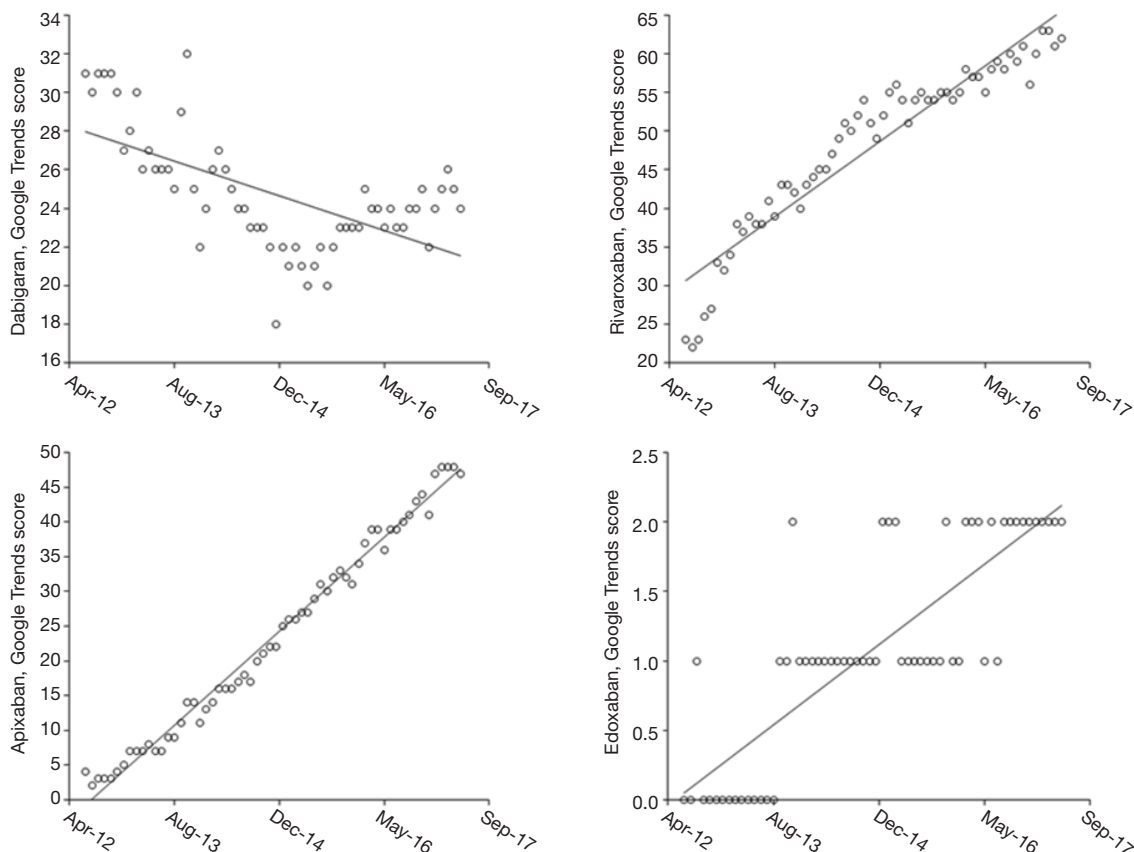 Dabigaran, Google Trends score
34
32
30
28
26
24
22
20
18
16
Apr-12
Aug-13
Dec-14
May-16
Sep-17
Rivaroxaban, Google Trends score
65
60
55
50
45
40
35
30
25
20
Apr-12
Aug-13
Dec-14
May-16
Sep-17
Apixaban, Google Trends score
50
45
40
35
30
25
20
15
10
5
0
Apr-12
Aug-13
Dec-14
May-16
Sep-17
Edoxaban, Google Trends score
2.5
2.0
1.5
1.0
0.5
0.0
Apr-12
Aug-13
Dec-14
May-16
Sep-17